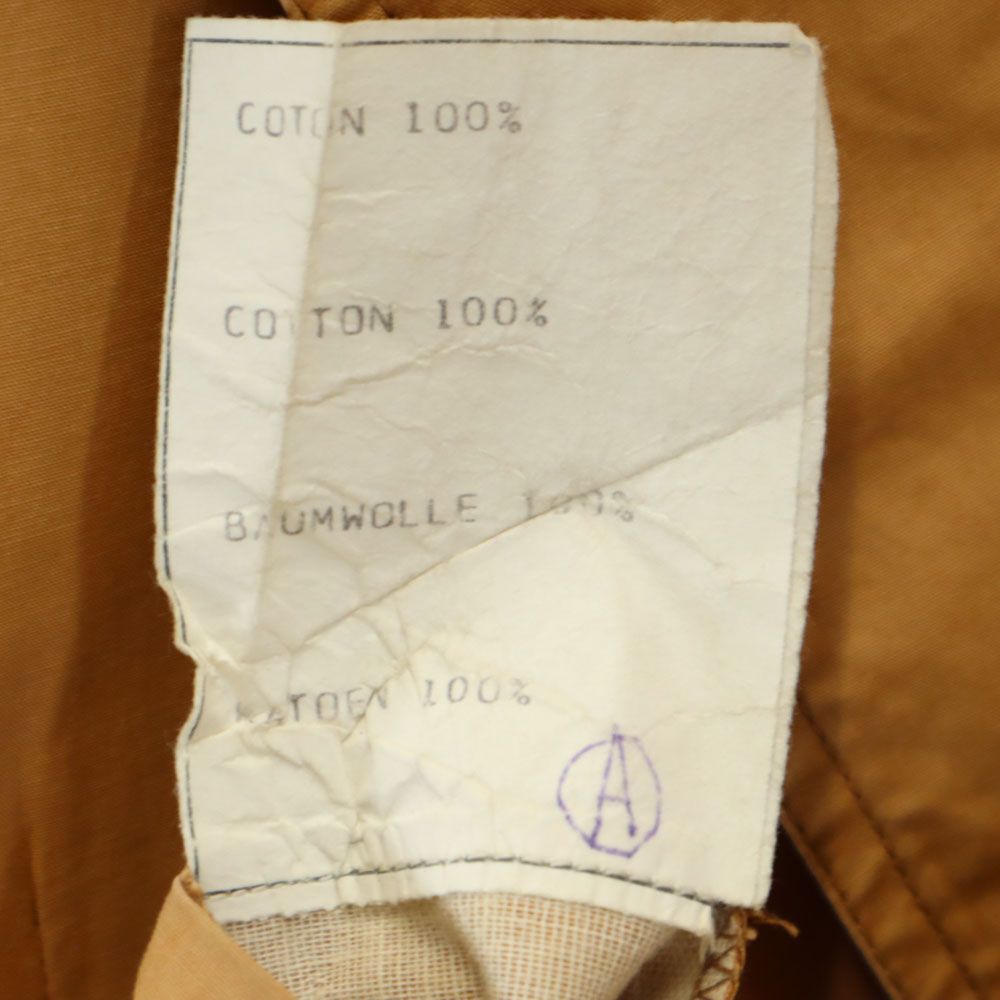 COTON 100%
COTTON 100%
BAUMWOLLE 100%
KATOEN 100%
A